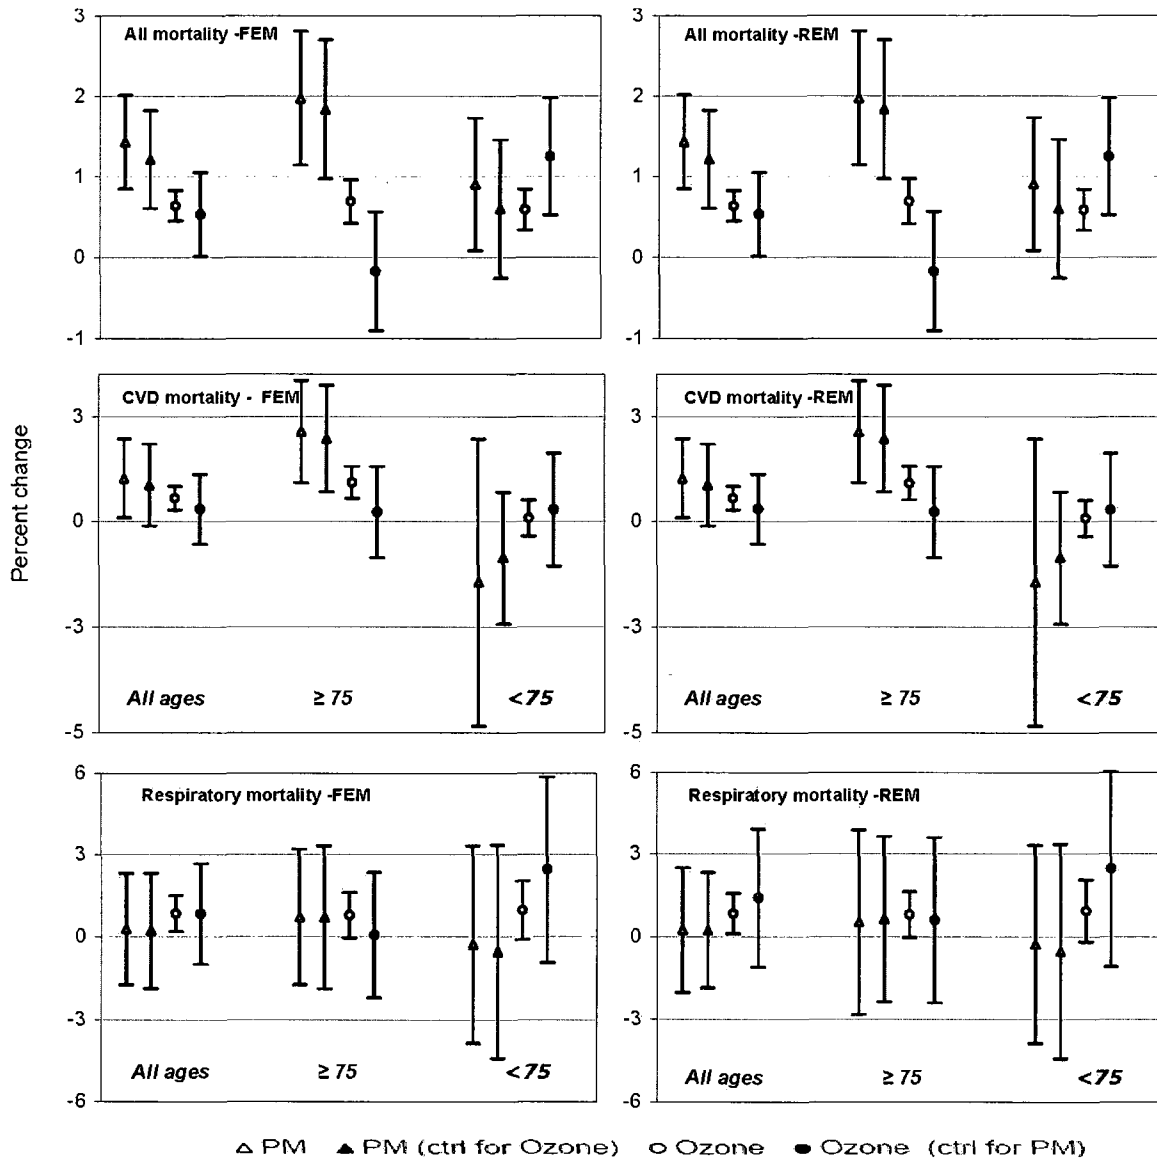 All mortality -FEM
3
2
1
0
-1
All mortality -REM
3
2
1
0
-1
CVD mortality - FEM
3
0
-3
-5
All ages ≥ 75 <75
CVD mortality -REM
3
0
-3
-5
All ages ≥ 75 <75
Percent change
Respiratory mortality -FEM
6
3
0
-3
-6
All ages ≥ 75 <75
Respiratory mortality -REM
6
3
0
-3
-6
All ages ≥ 75 <75
PM PM (ctrl for Ozone) Ozone Ozone (ctrl for PM)